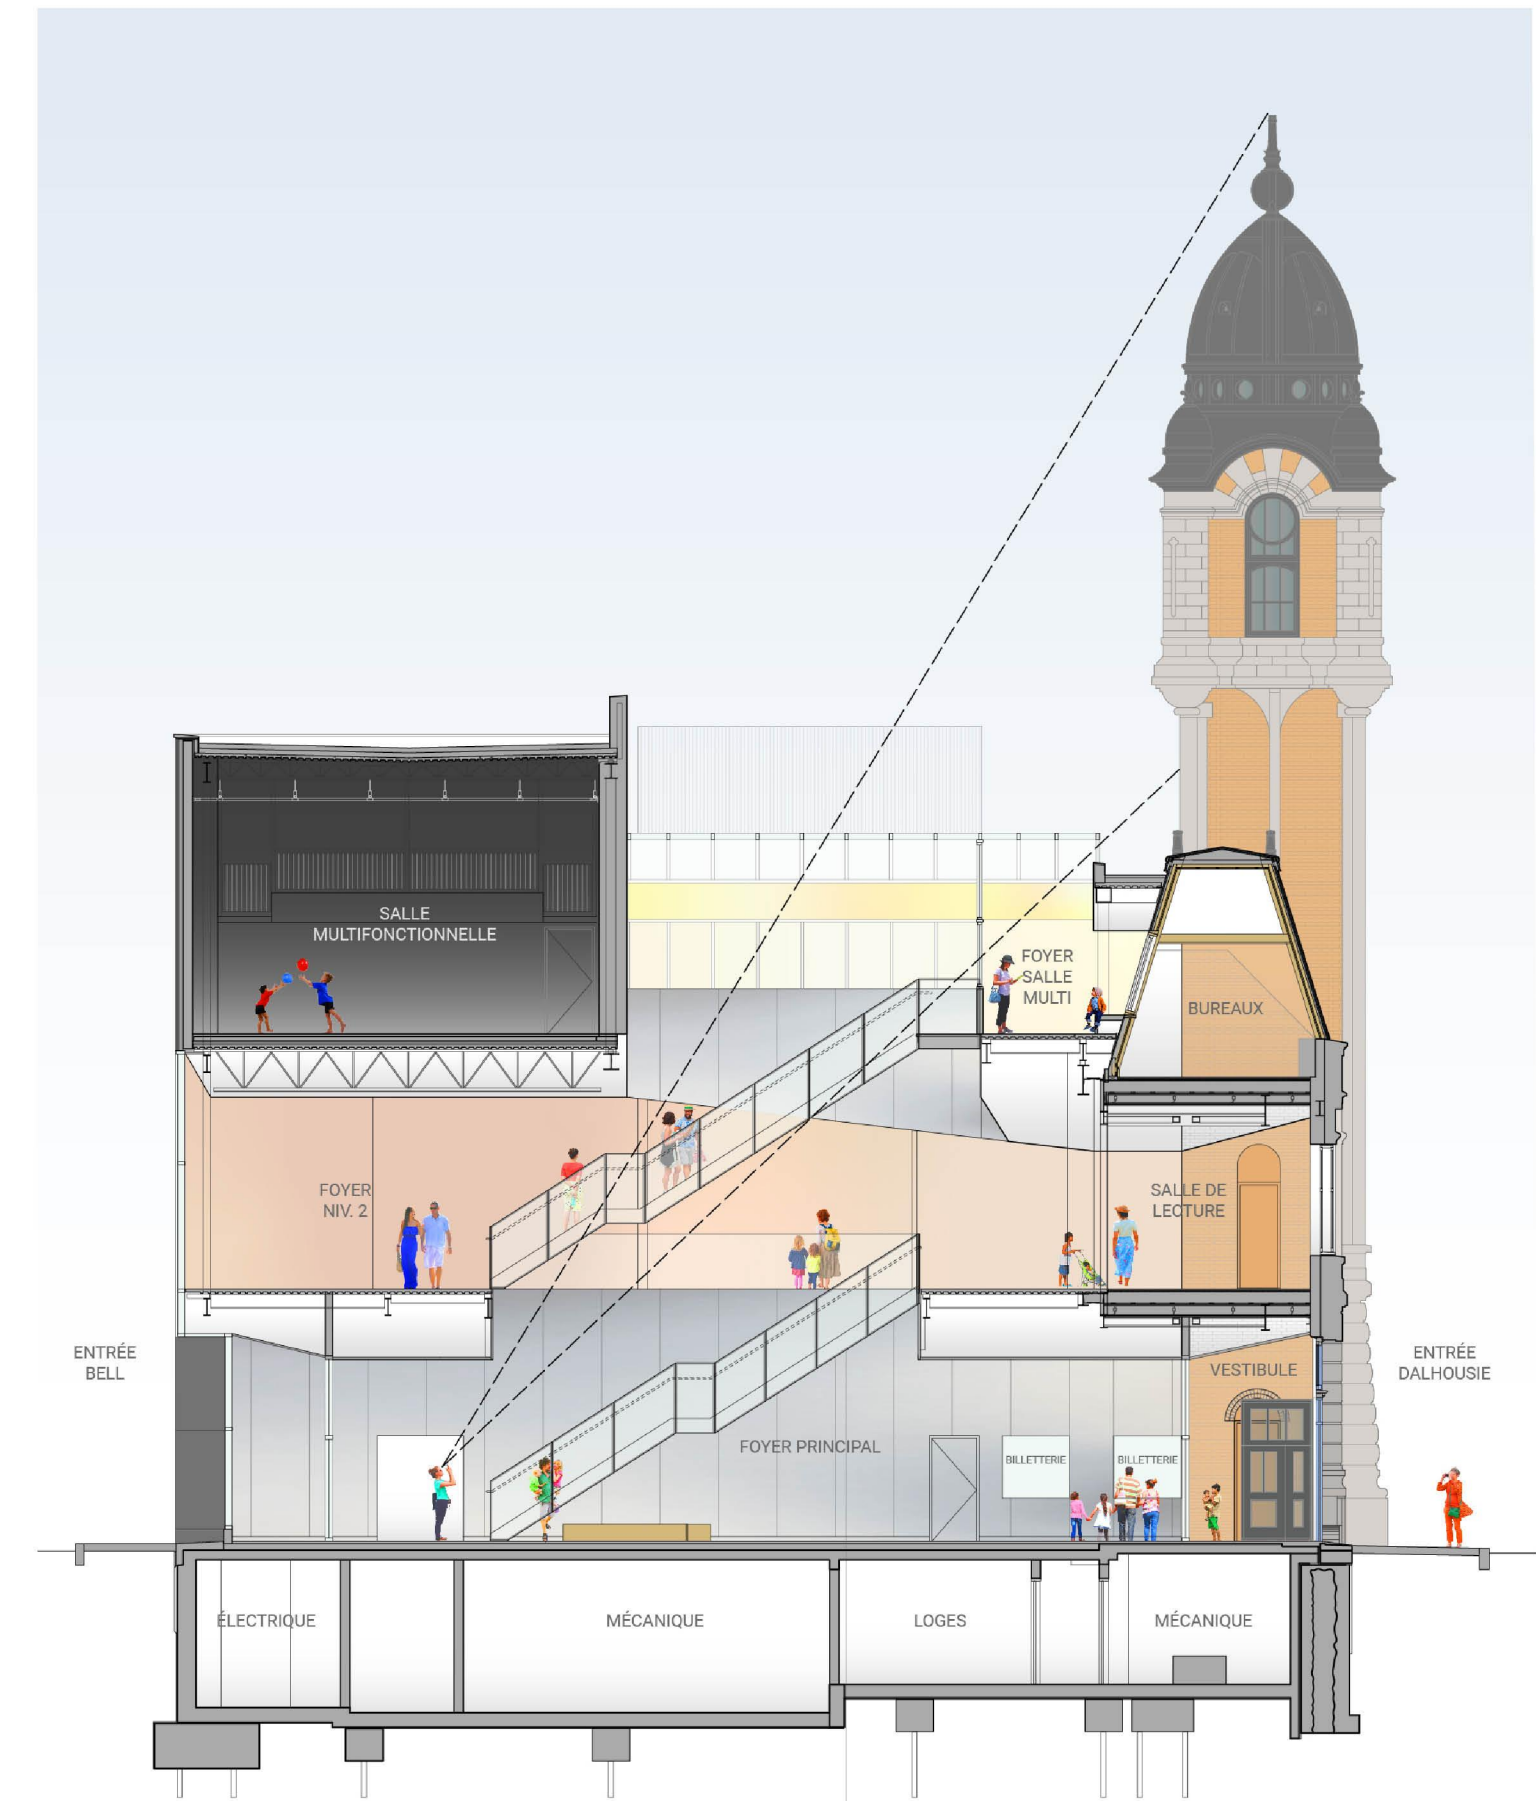 SALLE
MULTIFONCTIONNELLE
FOYER
SALLE
MULTI
BUREAUX
FOYER
NIV. 2
SALLE DE
LECTURE
ENTRÉE
BELL
VESTIBULE
ENTRÉE
DALHOUSIE
FOYER PRINCIPAL
BILLETTERIE
BILLETTERIE
ÉLECTRIQUE
MÉCANIQUE
LOGES
MÉCANIQUE